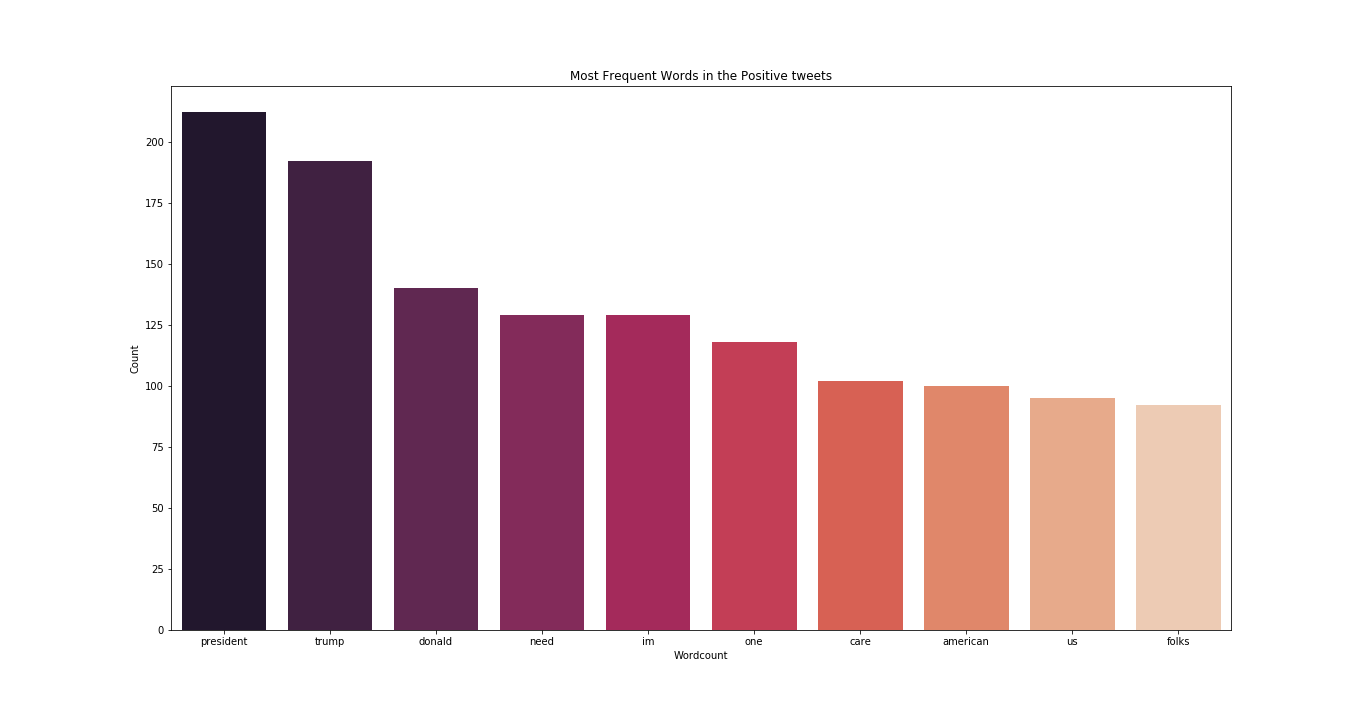 Most Frequent Words in the Positive tweets
200
175
150
125
100
75
50
25
0
Count
president trump donald need im one care american us folks
Wordcount